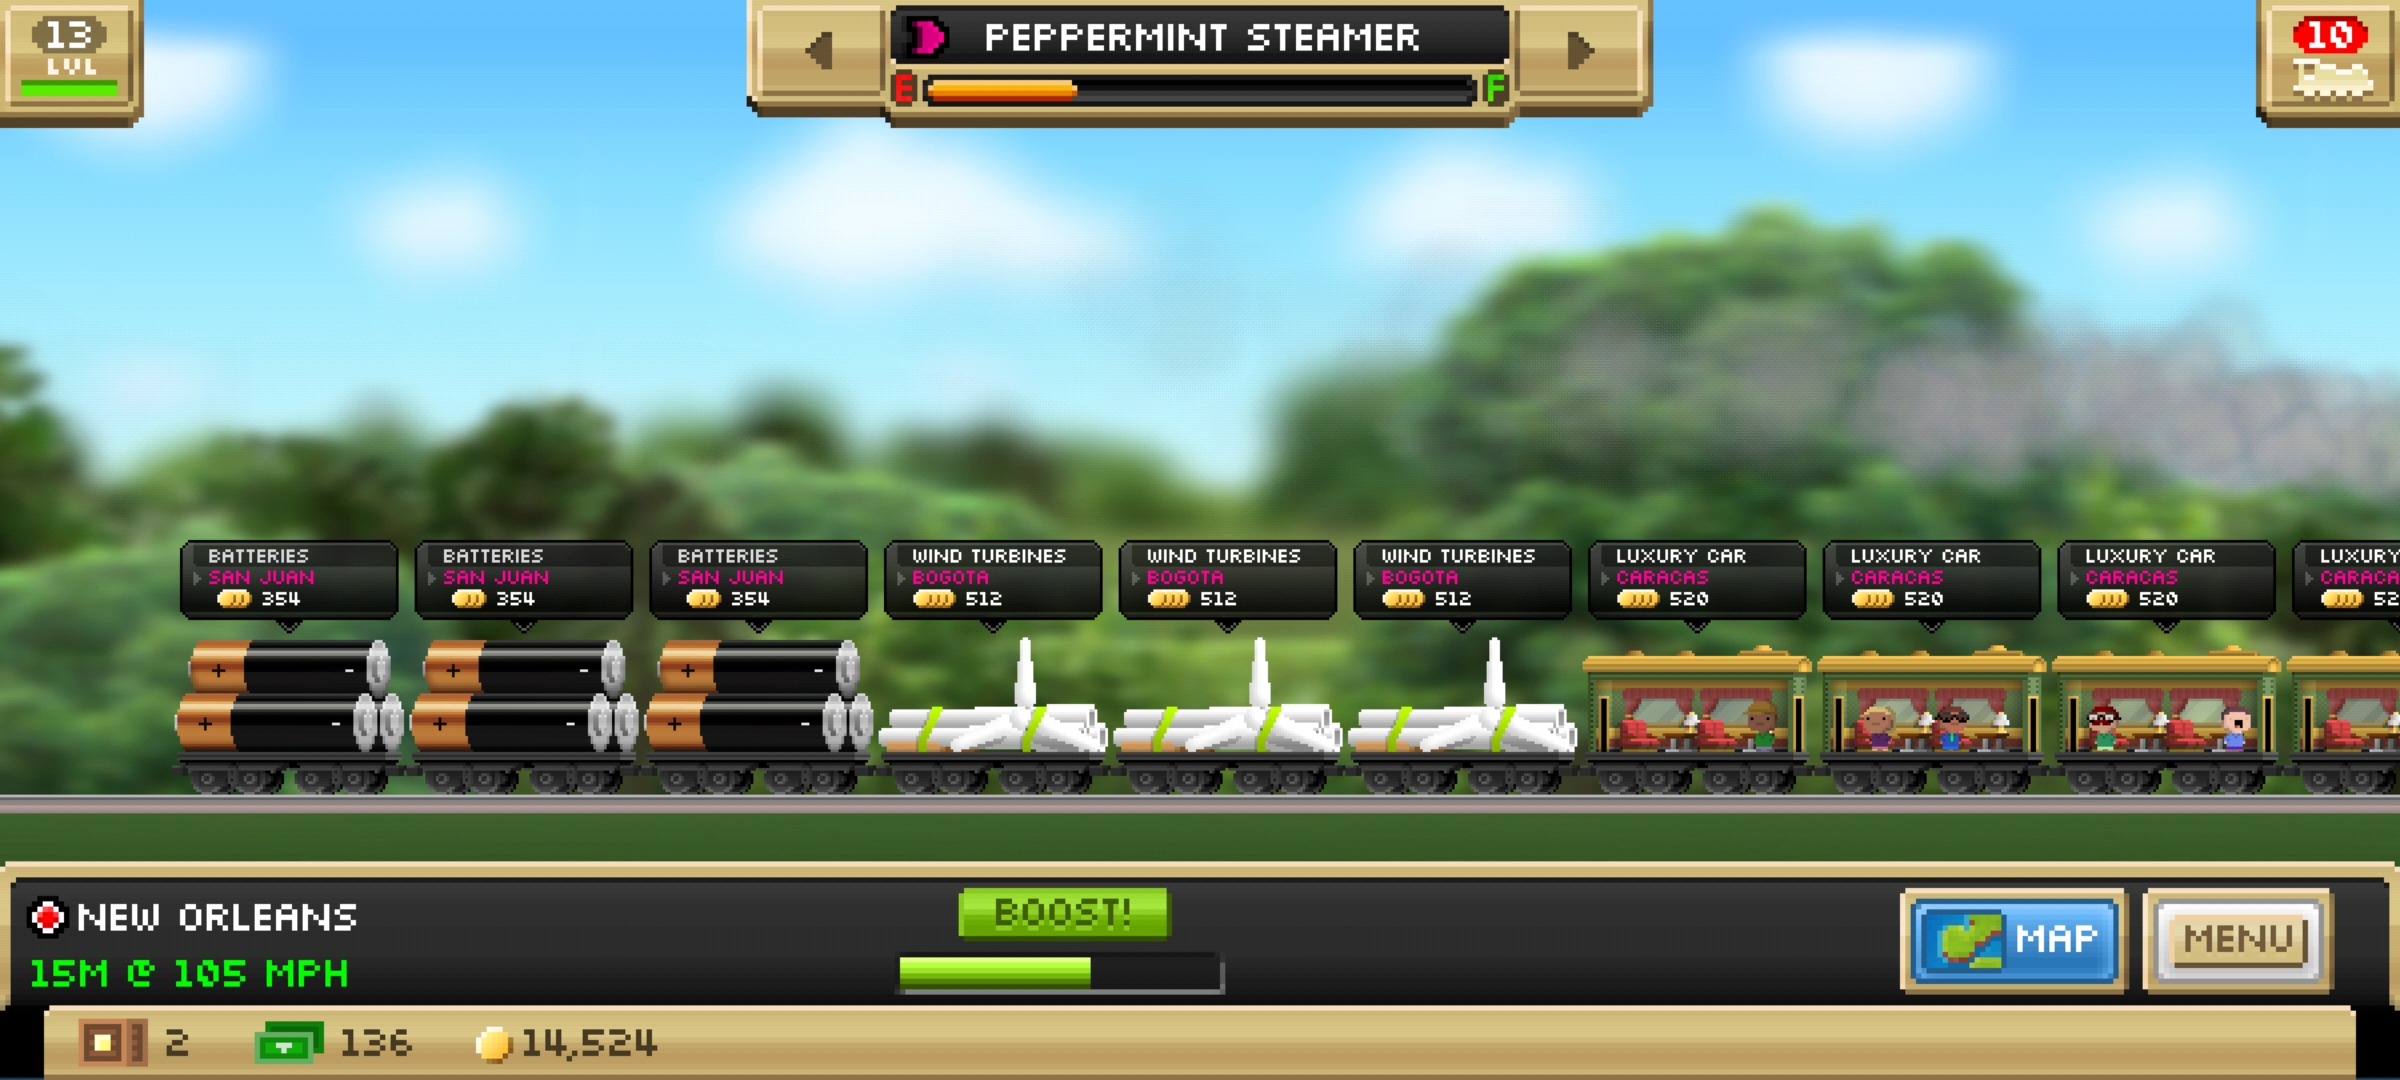 13
LVL
PEPPERMINT STEAMER
E
F
10
BATTERIES
SAN JUAN
354
BATTERIES
SAN JUAN
354
BATTERIES
SAN JUAN
354
WIND TURBINES
BOGOTA
512
WIND TURBINES
BOGOTA
512
WIND TURBINES
BOGOTA
512
LUXURY CAR
CARACAS
520
LUXURY CAR
CARACAS
520
LUXURY CAR
CARACAS
520
LUXURY
CARACA
52
+ -
+ -
+ -
+ -
+ -
+ -
NEW ORLEANS
15M @ 105 MPH
BOOST!
MAP
MENU
2
136
14,524